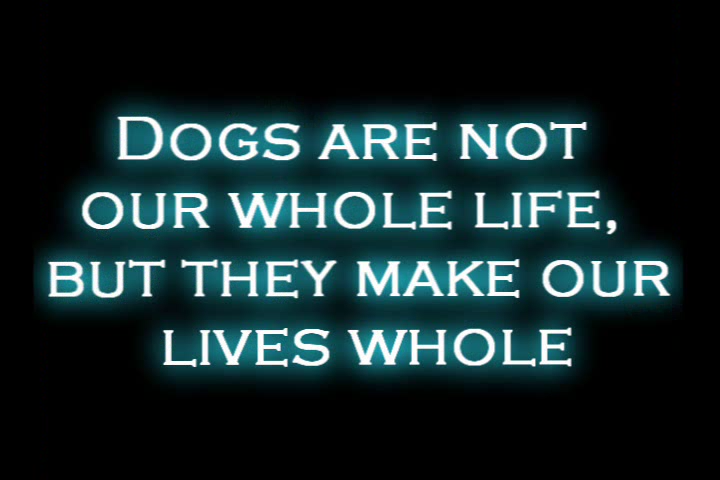 Dogs are not
our whole life,
but they make our
lives whole